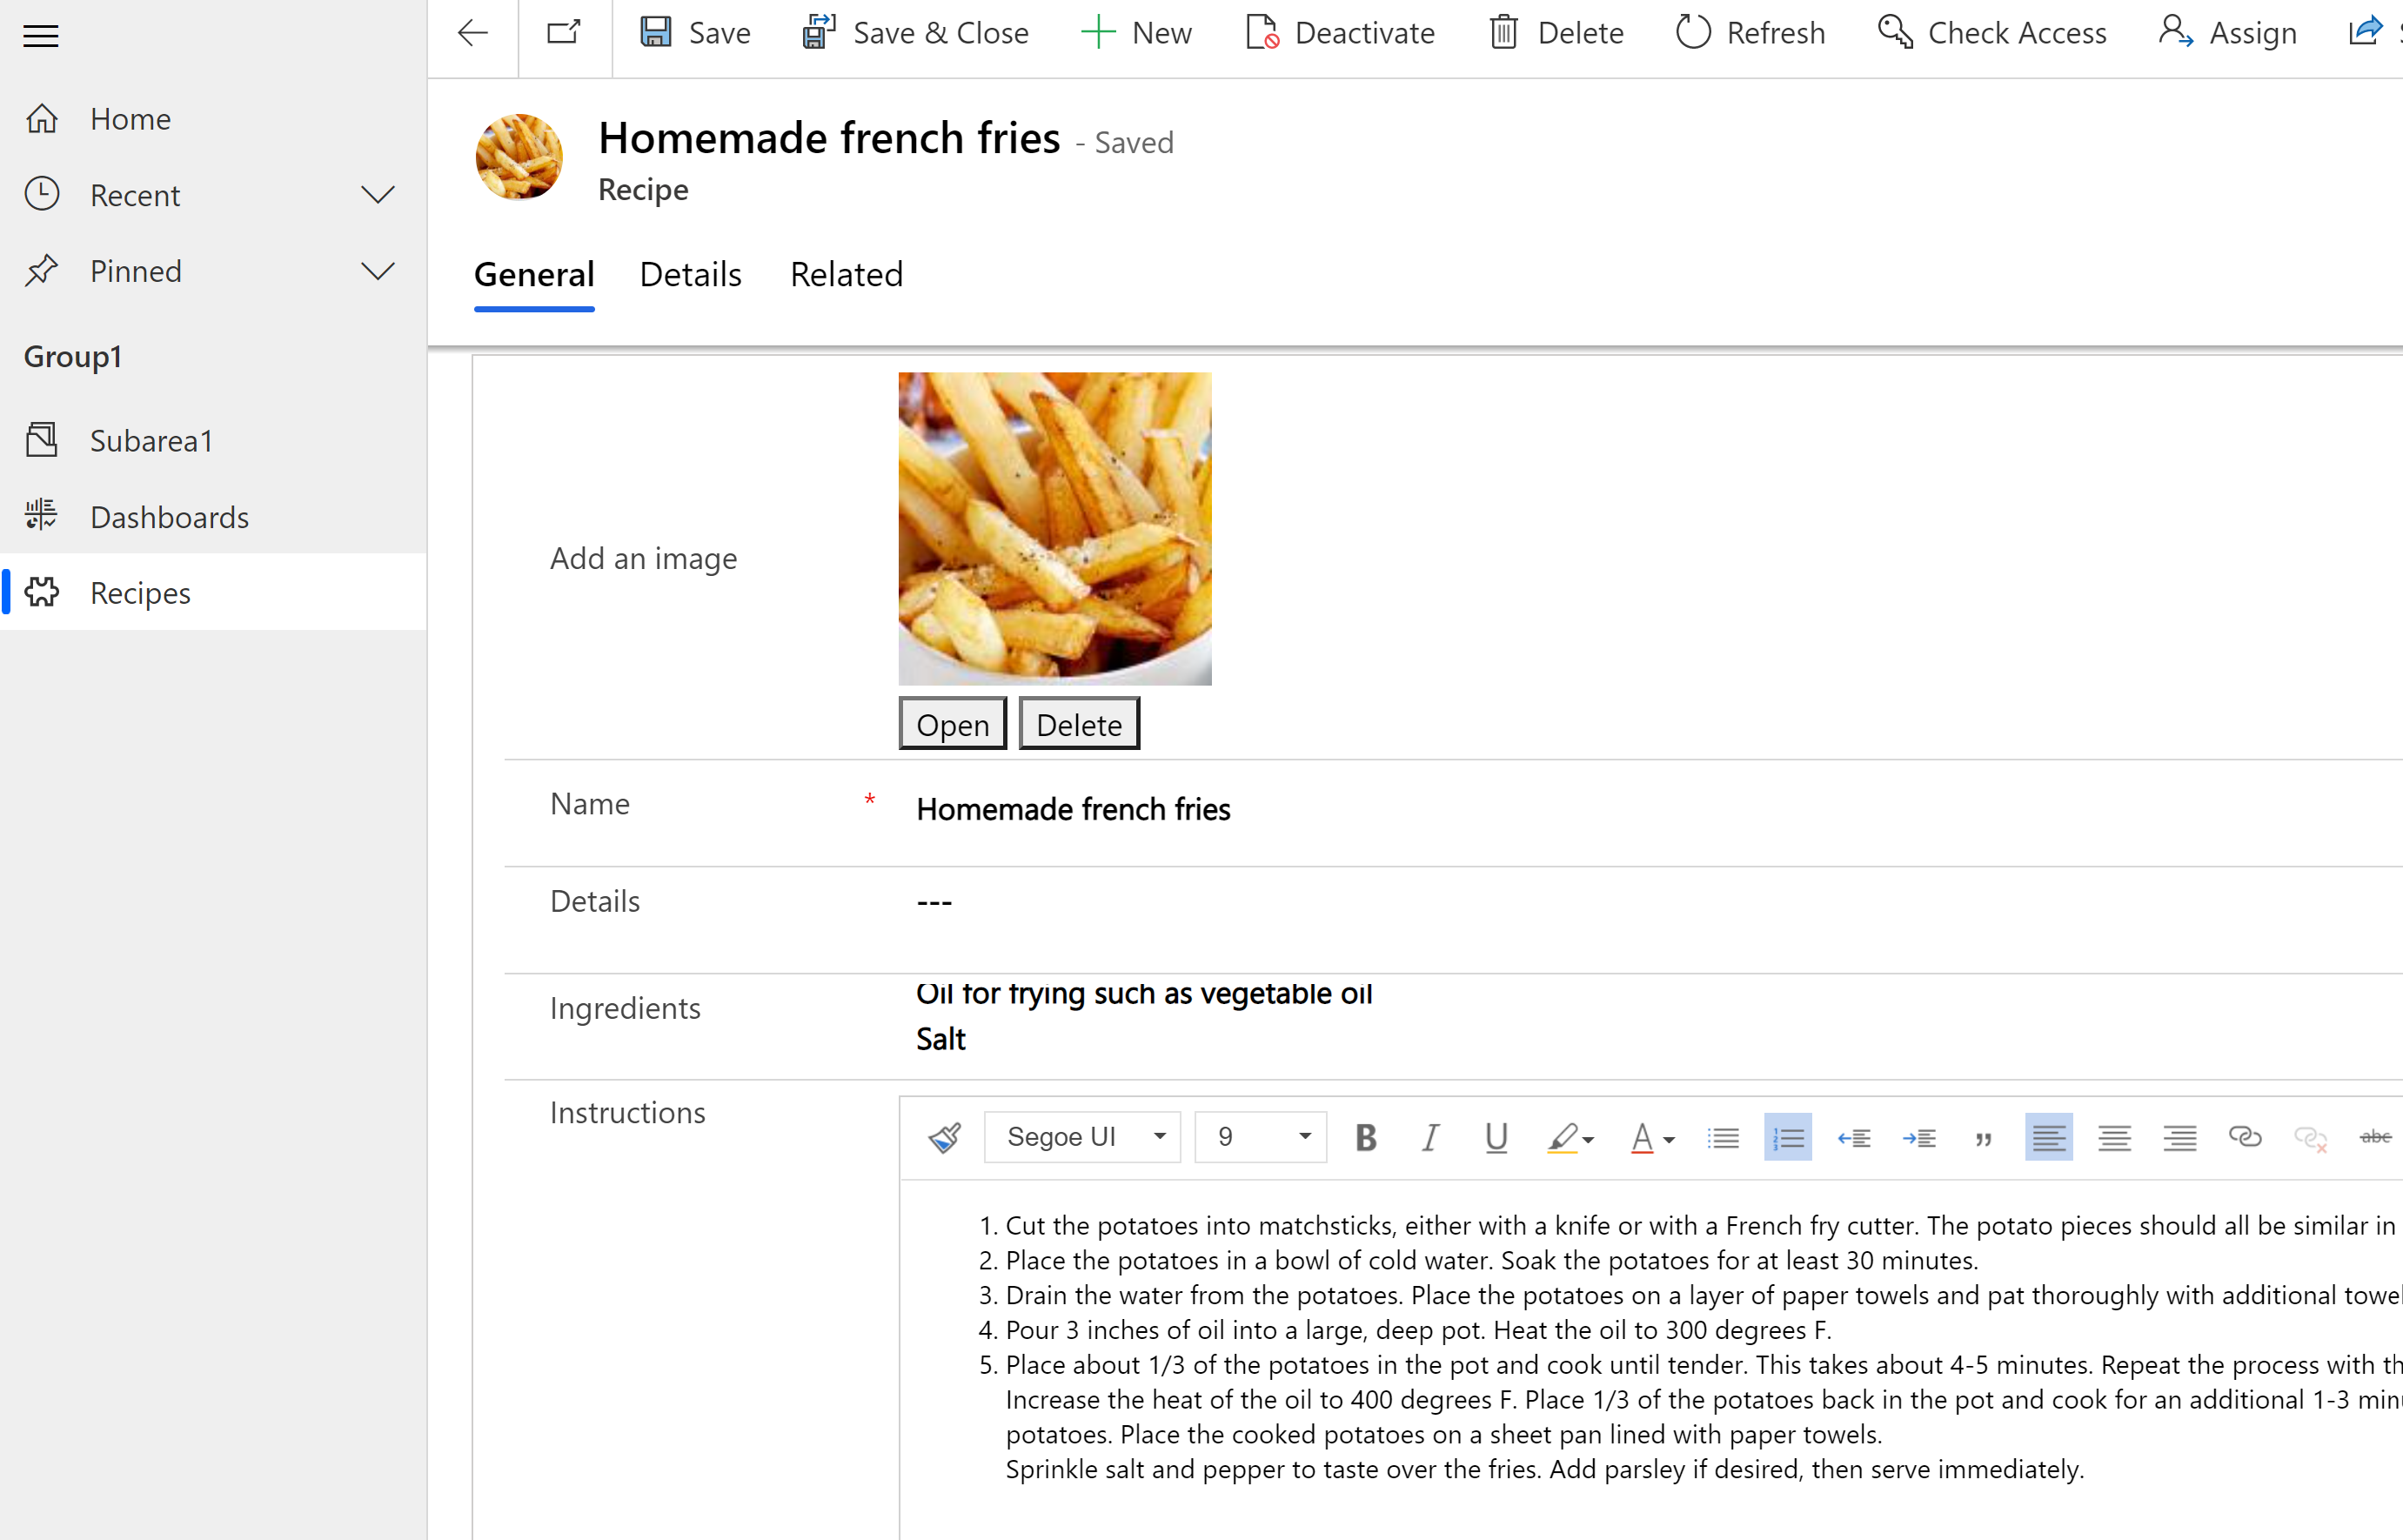 Save
Save & Close
New
Deactivate
Delete
Refresh
Check Access
Assign
Home
Recent
Pinned
Group1
Subarea1
Dashboards
Recipes
Homemade french fries - Saved
Recipe
General Details Related
Add an image
Open Delete
Name * Homemade french fries
Details ---
Ingredients
Oil for frying such as vegetable oil
Salt
Instructions
Segoe UI 9 B I U A abc
1. Cut the potatoes into matchsticks, either with a knife or with a French fry cutter. The potato pieces should all be similar in
2. Place the potatoes in a bowl of cold water. Soak the potatoes for at least 30 minutes.
3. Drain the water from the potatoes. Place the potatoes on a layer of paper towels and pat thoroughly with additional
4. Pour 3 inches of oil into a large, deep pot. Heat the oil to 300 degrees F.
5. Place about 1/3 of the potatoes in the pot and cook until tender. This takes about 4-5 minutes. Repeat the process with
Increase the heat of the oil to 400 degrees F. Place 1/3 of the potatoes back in the pot and cook for an additional 1-3
potatoes. Place the cooked potatoes on a sheet pan lined with paper towels.
Sprinkle salt and pepper to taste over the fries. Add parsley if desired, then serve immediately.